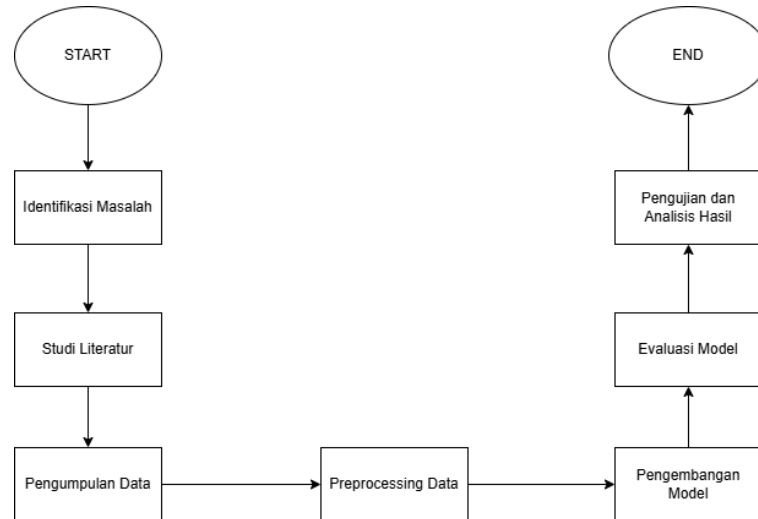 START
Identifikasi Masalah
Studi Literatur
Pengumpulan Data
Preprocessing Data
Pengembangan
Model
Evaluasi Model
Pengujian dan
Analisis Hasil
END